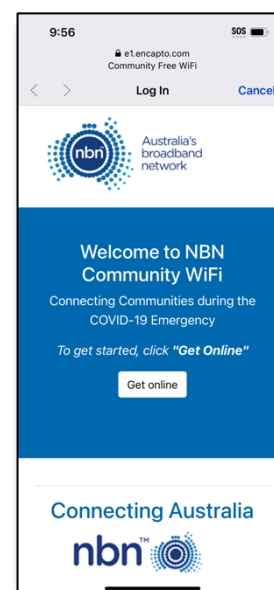 9:56
SOS
e1.encapto.com
Community Free WiFi
Log In
Cancel
nbn
Australia's
broadband
network
Welcome to NBN
Community WiFi
Connecting Communities during the
COVID-19 Emergency
To get started, click "Get Online"
Get online
Connecting Australia
nbn™